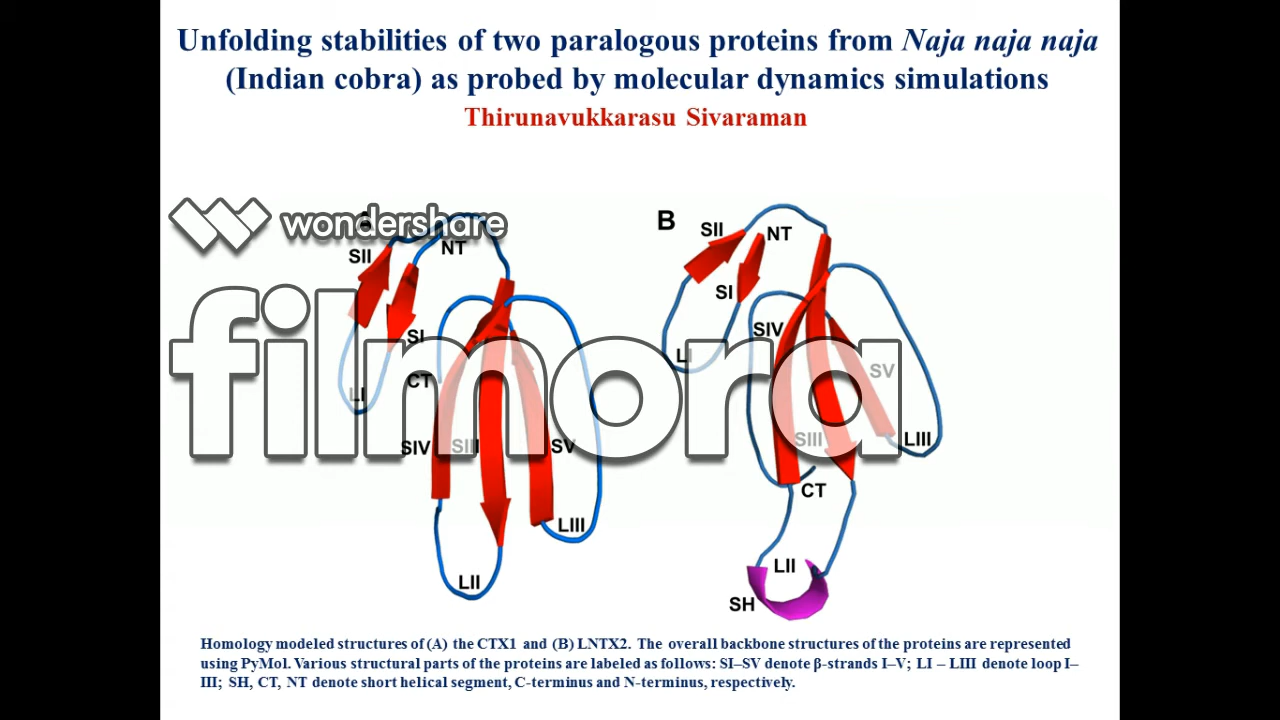 Unfolding stabilities of two paralogous proteins from Naja naja naja
(Indian cobra) as probed by molecular dynamics simulations
Thirunavukkarasu Sivaraman
wondershare
filmora
SII
NT
SI
LI
CT
SIV
SIII
SV
LIII
LII
B
SII
NT
SI
SIV
LI
SV
SIII
LIII
CT
LII
SH
Homology modeled structures of (A) the CTX1 and (B) LNTX2. The overall backbone structures of the proteins are represented
using PyMol. Various structural parts of the proteins are labeled as follows: SI–SV denote β-strands I–V; LI – LIII denote loop I–
III; SH, CT, NT denote short helical segment, C-terminus and N-terminus, respectively.